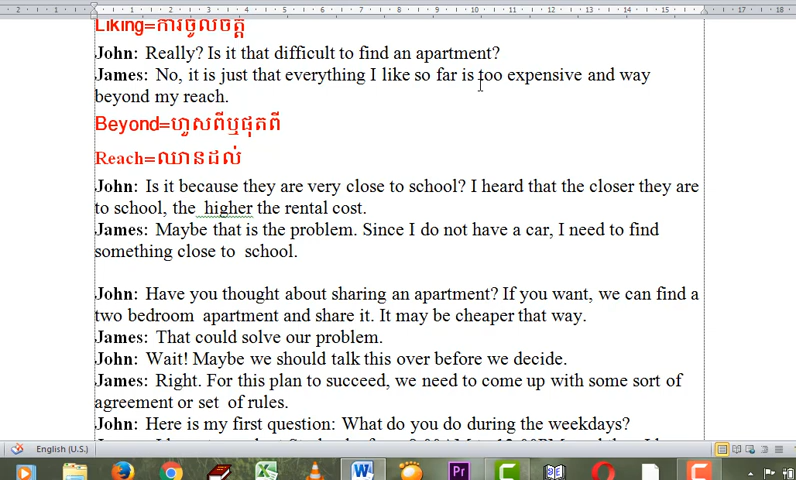 Liking=ការចូលចិត្ត
John: Really? Is it that difficult to find an apartment?
James: No, it is just that everything I like so far is too expensive and way
beyond my reach.
Beyond=ហួសពីឬផុតពី
Reach=ឈានដល់
John: Is it because they are very close to school? I heard that the closer they are
to school, the  higher the rental cost.
James: Maybe that is the problem. Since I do not have a car, I need to find
something close to  school.
John: Have you thought about sharing an apartment? If you want, we can find a
two bedroom  apartment and share it. It may be cheaper that way.
James: That could solve our problem.
John: Wait! Maybe we should talk this over before we decide.
James: Right. For this plan to succeed, we need to come up with some sort of
agreement or set  of rules.
John: Here is my first question: What do you do during the weekdays?
English (U.S.)